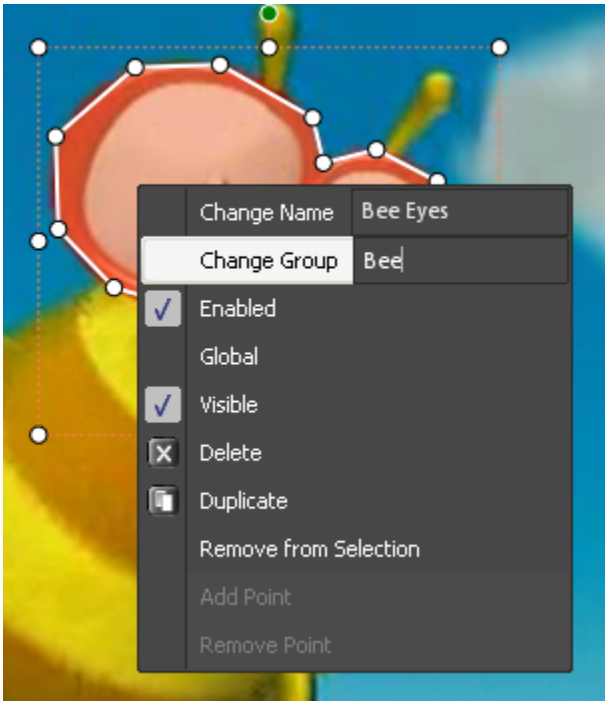 Change Name Bee Eyes
Change Group Bee
Enabled
Global
Visible
Delete
Duplicate
Remove from Selection
Add Point
Remove Point